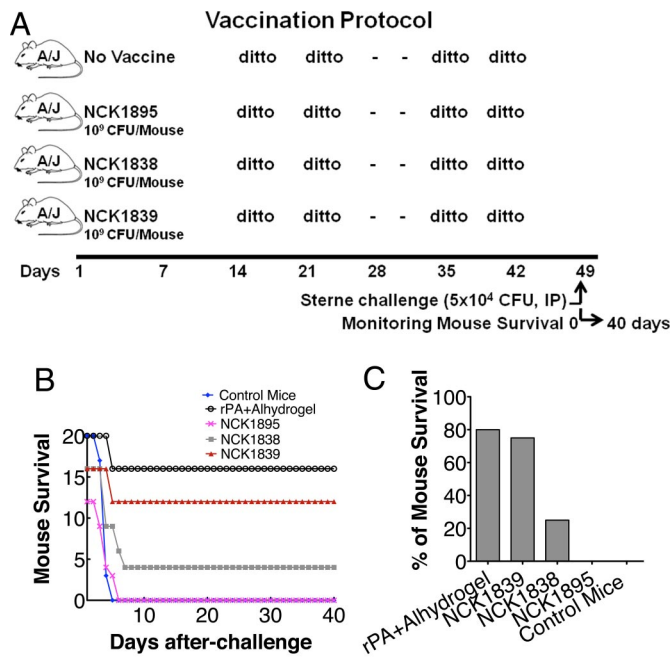 A
Vaccination Protocol
A/J No Vaccine ditto ditto - - ditto ditto
A/J NCK1895 ditto ditto - - ditto ditto
10⁹ CFU/Mouse
A/J NCK1838 ditto ditto - - ditto ditto
10⁹ CFU/Mouse
A/J NCK1839 ditto ditto - - ditto ditto
10⁹ CFU/Mouse
Days 1 7 14 21 28 35 42 49
Sterne challenge (5x10⁴ CFU, IP)
Monitoring Mouse Survival 0 40 days
B
Control Mice
rPA+Alhydrogel
NCK1895
NCK1838
NCK1839
Mouse Survival
20
15
10
5
0
10 20 30 40
Days after-challenge
C
% of Mouse Survival
100
80
60
40
20
0
rPA+Alhydrogel
NCK1839
NCK1838
NCK1895
Control Mice